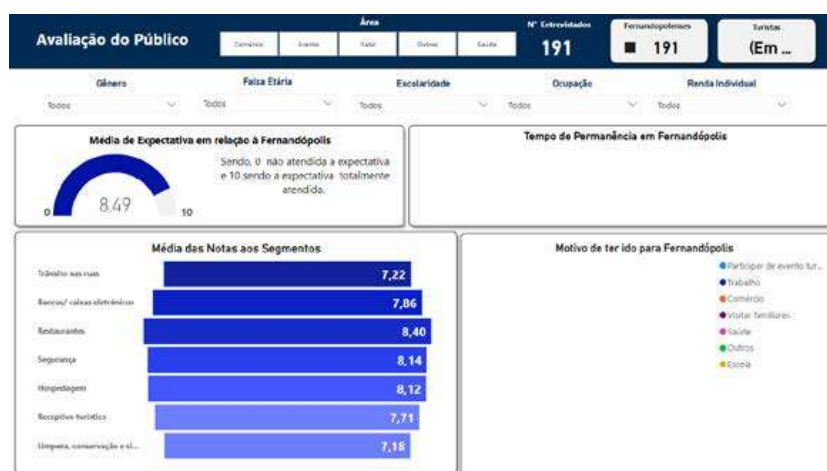 Avaliação do Público
Área
Comércio
Evento
Hotel
Outros
Saúde
N° Entrevistados
191
Fernandopolenses
191
Turistas
(Em ...
Gênero
Todos
Faixa Etária
Todos
Escolaridade
Todos
Ocupação
Todos
Renda Individual
Todos
Média de Expectativa em relação à Fernandópolis
0
8.49
10
Sendo, 0 não atendida a expectativa
e 10 sendo a expectativa totalmente
atendida.
Tempo de Permanência em Fernandópolis
Média das Notas aos Segmentos
Trânsito nas ruas
7,22
Bancos/ caixas eletrônicos
7,86
Restaurantes
8,40
Segurança
8,14
Hospedagem
8,12
Receptivo turístico
7,71
Limpeza, conservação e si...
7,18
Motivo de ter ido para Fernandópolis
Participar de evento tur...
Trabalho
Comércio
Visitar familiares
Saúde
Outros
Escola